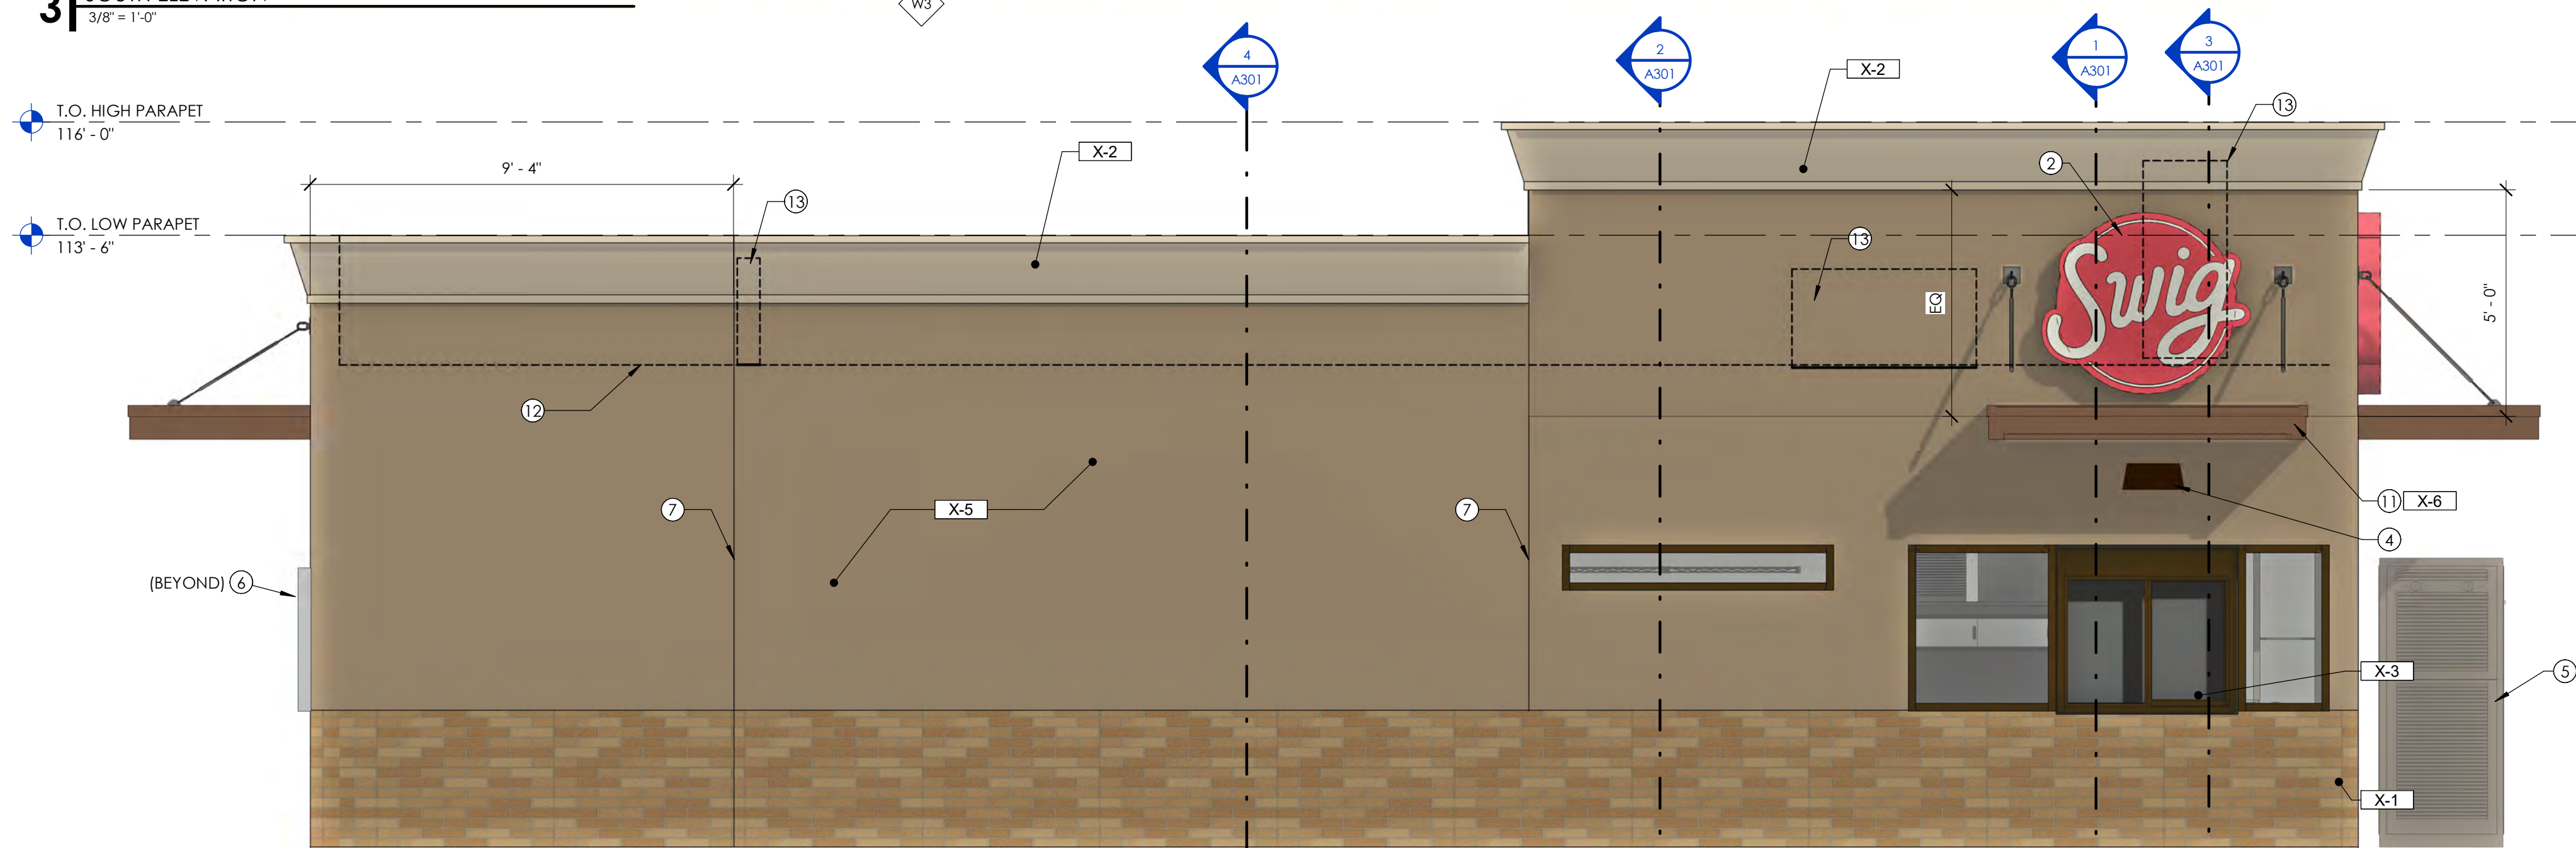 3
3/8" = 1'-0"
W3
4
A301
2
A301
1
A301
3
A301
X-2
T.O. HIGH PARAPET
116' - 0"
13
X-2
2
9' - 4"
13
T.O. LOW PARAPET
113' - 6"
13
Swig
EQ
5' - 0"
12
7
X-5
7
11 X-6
4
(BEYOND) 6
X-3
5
X-1